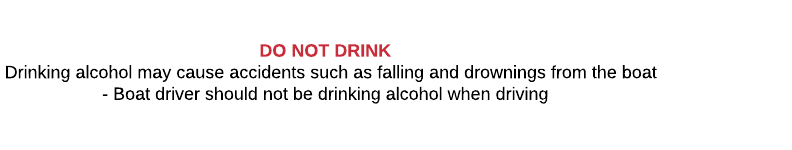 DO NOT DRINK
Drinking alcohol may cause accidents such as falling and drownings from the boat
- Boat driver should not be drinking alcohol when driving